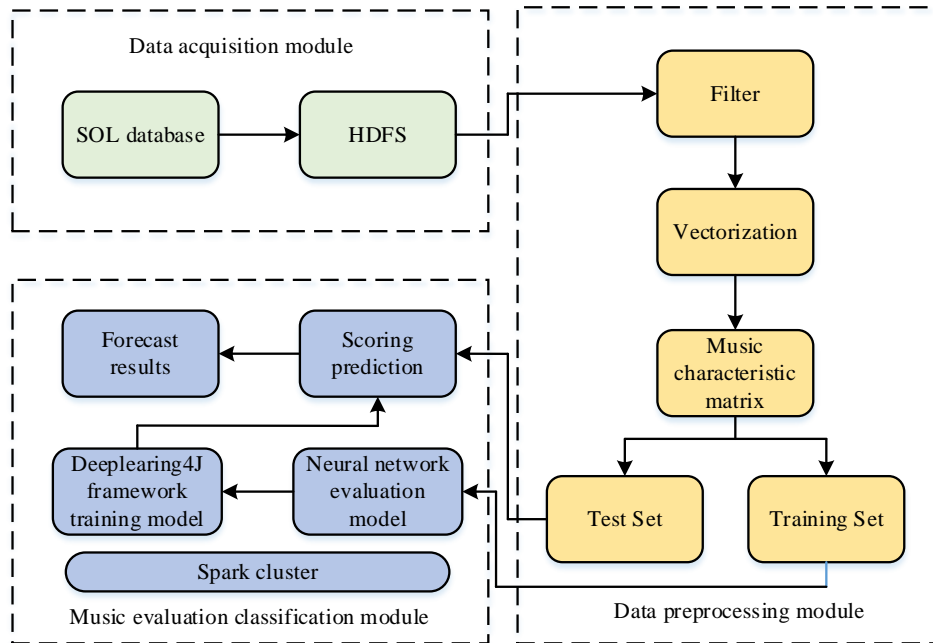 Data acquisition module
SOL database
HDFS
Filter
Vectorization
Music
characteristic
matrix
Test Set
Training Set
Data preprocessing module
Forecast
results
Scoring
prediction
Deeplearing4J
framework
training model
Neural network
evaluation
model
Spark cluster
Music evaluation classification module